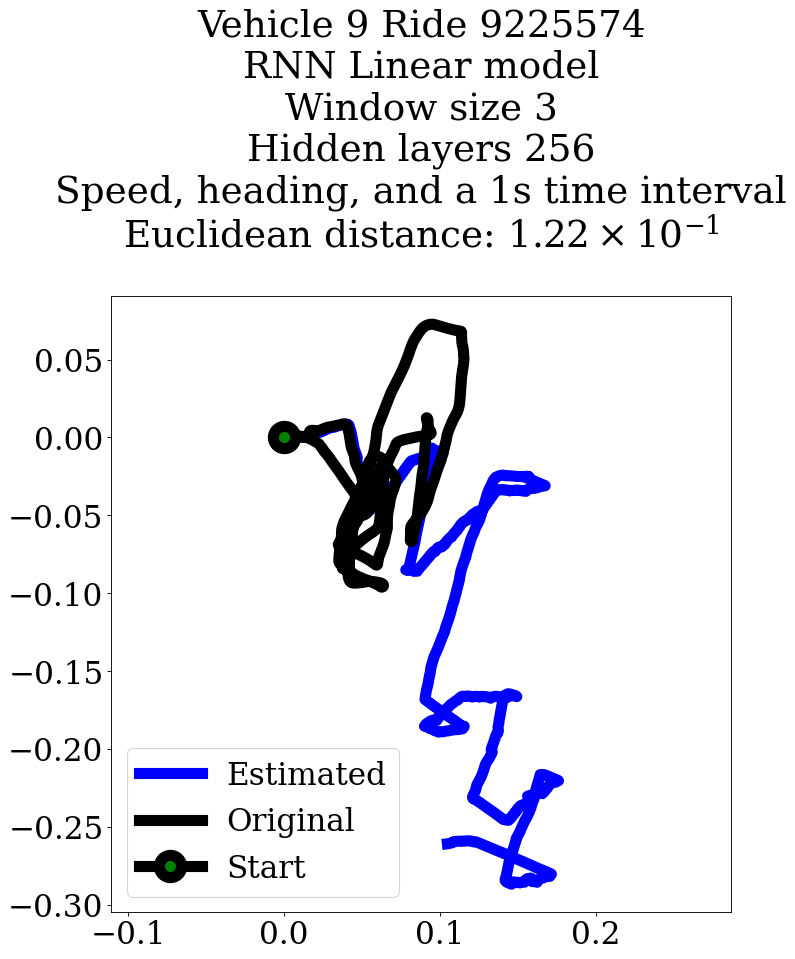 Vehicle 9 Ride 9225574
RNN Linear model
Window size 3
Hidden layers 256
Speed, heading, and a 1s time interval
Euclidean distance: 1.22 × 10⁻¹
0.05
0.00
−0.05
−0.10
−0.15
−0.20
−0.25
−0.30
Estimated
Original
Start
−0.1 0.0 0.1 0.2